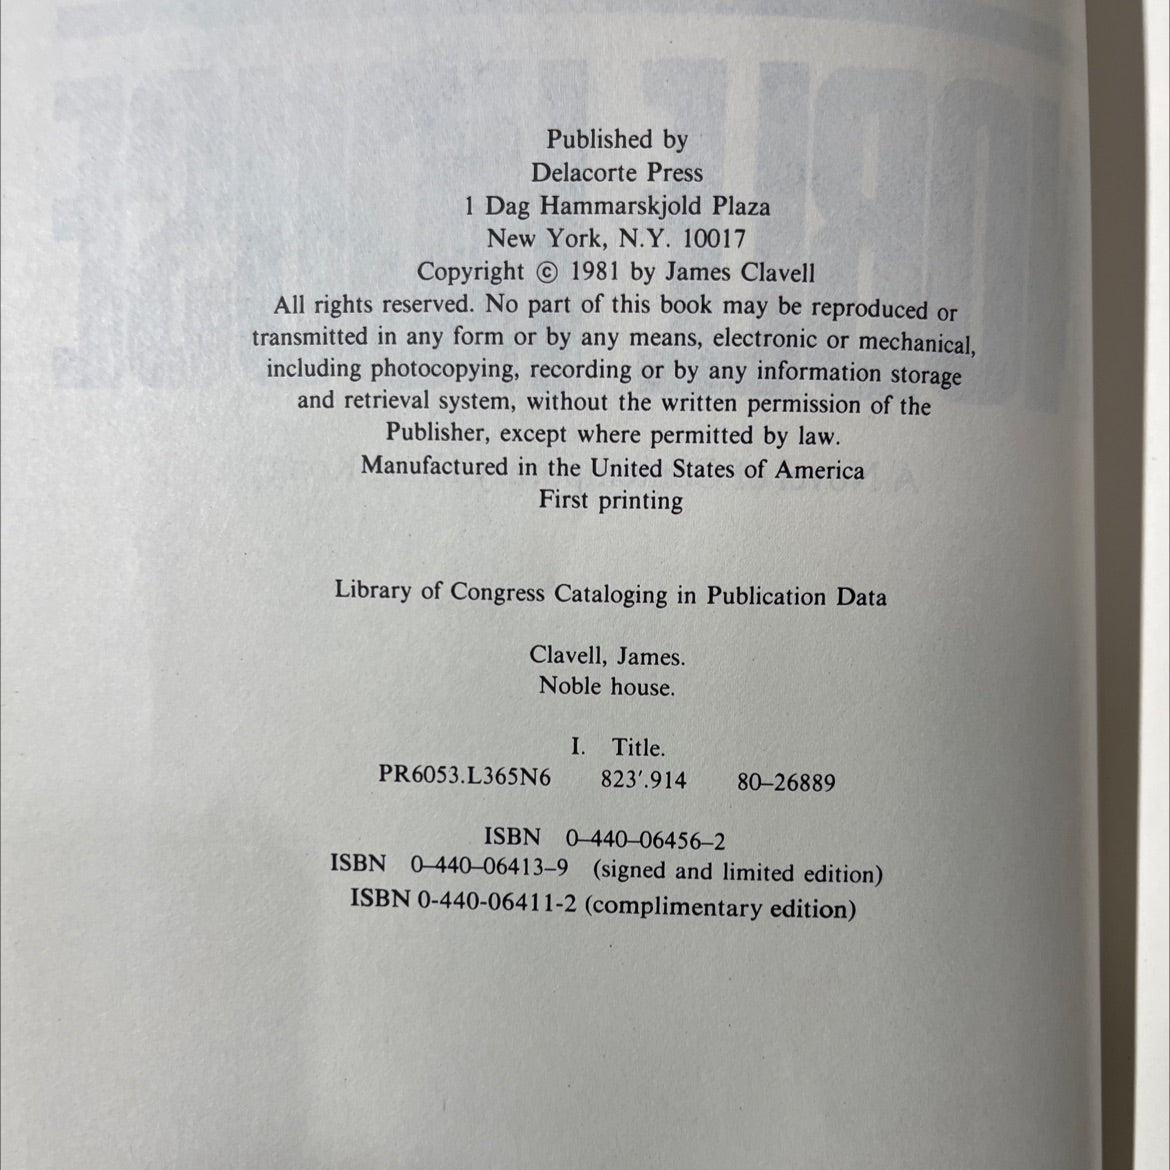 Published by
Delacorte Press
1 Dag Hammarskjold Plaza
New York, N.Y. 10017
Copyright © 1981 by James Clavell
All rights reserved. No part of this book may be reproduced or
transmitted in any form or by any means, electronic or mechanical,
including photocopying, recording or by any information storage
and retrieval system, without the written permission of the
Publisher, except where permitted by law.
Manufactured in the United States of America
First printing
Library of Congress Cataloging in Publication Data
Clavell, James.
Noble house.
I. Title.
PR6053.L365N6 823′.914 80–26889
ISBN 0–440–06456–2
ISBN 0–440–06413–9 (signed and limited edition)
ISBN 0-440-06411-2 (complimentary edition)